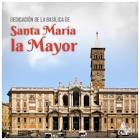 DEDICACIÓN DE LA BASÍLICA DE
Santa María
la Mayor